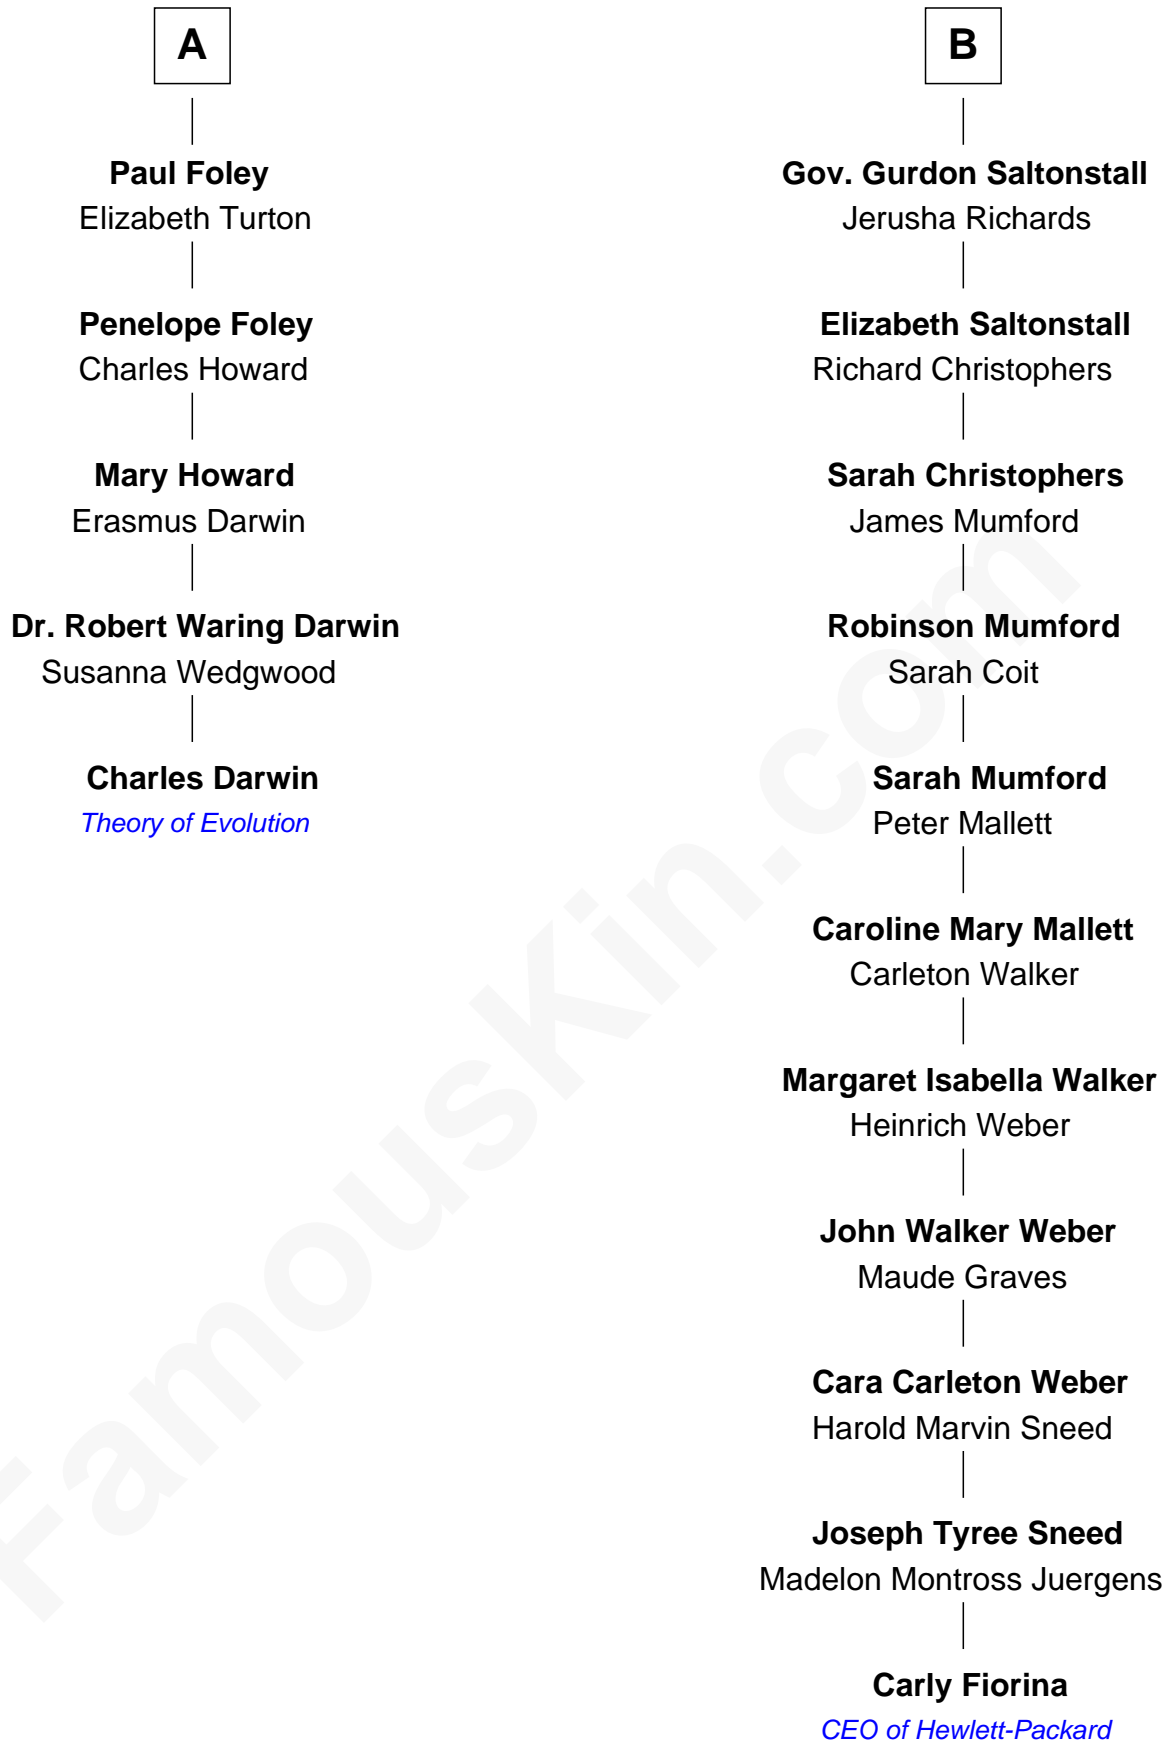 A
Paul Foley
Elizabeth Turton
Penelope Foley
Charles Howard
Mary Howard
Erasmus Darwin
Dr. Robert Waring Darwin
Susanna Wedgwood
Charles Darwin
Theory of Evolution
B
Gov. Gurdon Saltonstall
Jerusha Richards
Elizabeth Saltonstall
Richard Christophers
Sarah Christophers
James Mumford
Robinson Mumford
Sarah Coit
Sarah Mumford
Peter Mallett
Caroline Mary Mallett
Carleton Walker
Margaret Isabella Walker
Heinrich Weber
John Walker Weber
Maude Graves
Cara Carleton Weber
Harold Marvin Sneed
Joseph Tyree Sneed
Madelon Montross Juergens
Carly Fiorina
CEO of Hewlett-Packard
FamousKin.com